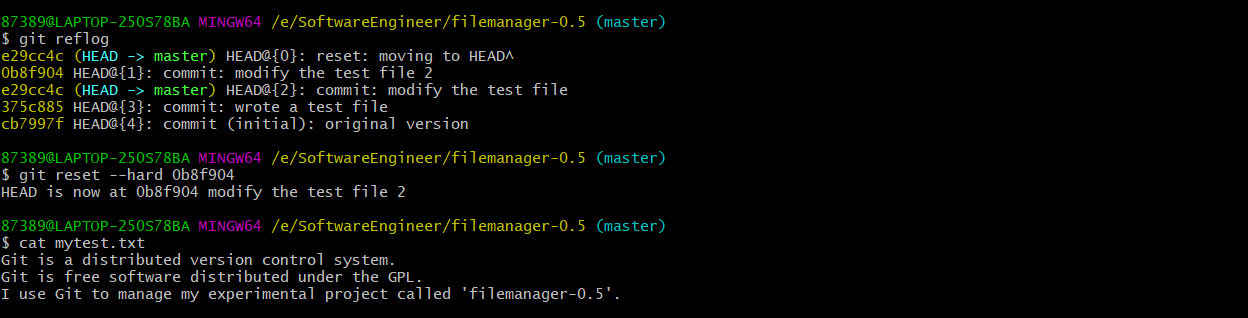 87389@LAPTOP-250S78BA MINGW64 /e/SoftwareEngineer/filemanager-0.5 (master)
$ git reflog
e29cc4c (HEAD -> master) HEAD@{0}: reset: moving to HEAD^
0b8f904 HEAD@{1}: commit: modify the test file 2
e29cc4c (HEAD -> master) HEAD@{2}: commit: modify the test file
375c885 HEAD@{3}: commit: wrote a test file
cb7997f HEAD@{4}: commit (initial): original version
87389@LAPTOP-250S78BA MINGW64 /e/SoftwareEngineer/filemanager-0.5 (master)
$ git reset --hard 0b8f904
HEAD is now at 0b8f904 modify the test file 2
87389@LAPTOP-250S78BA MINGW64 /e/SoftwareEngineer/filemanager-0.5 (master)
$ cat mytest.txt
Git is a distributed version control system.
Git is free software distributed under the GPL.
I use Git to manage my experimental project called 'filemanager-0.5'.